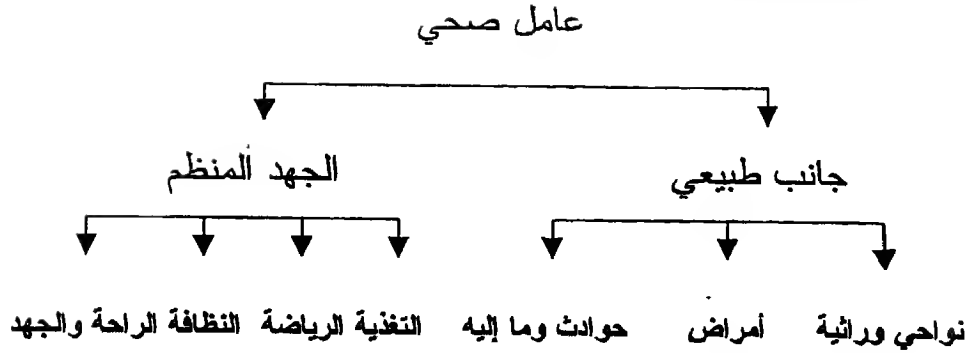 عامل صحي
جانب طبيعي الجهد المنظم
نواحي وراثية أمراض حوادث وما إليه التغذية الرياضة النظافة الراحة والجهد